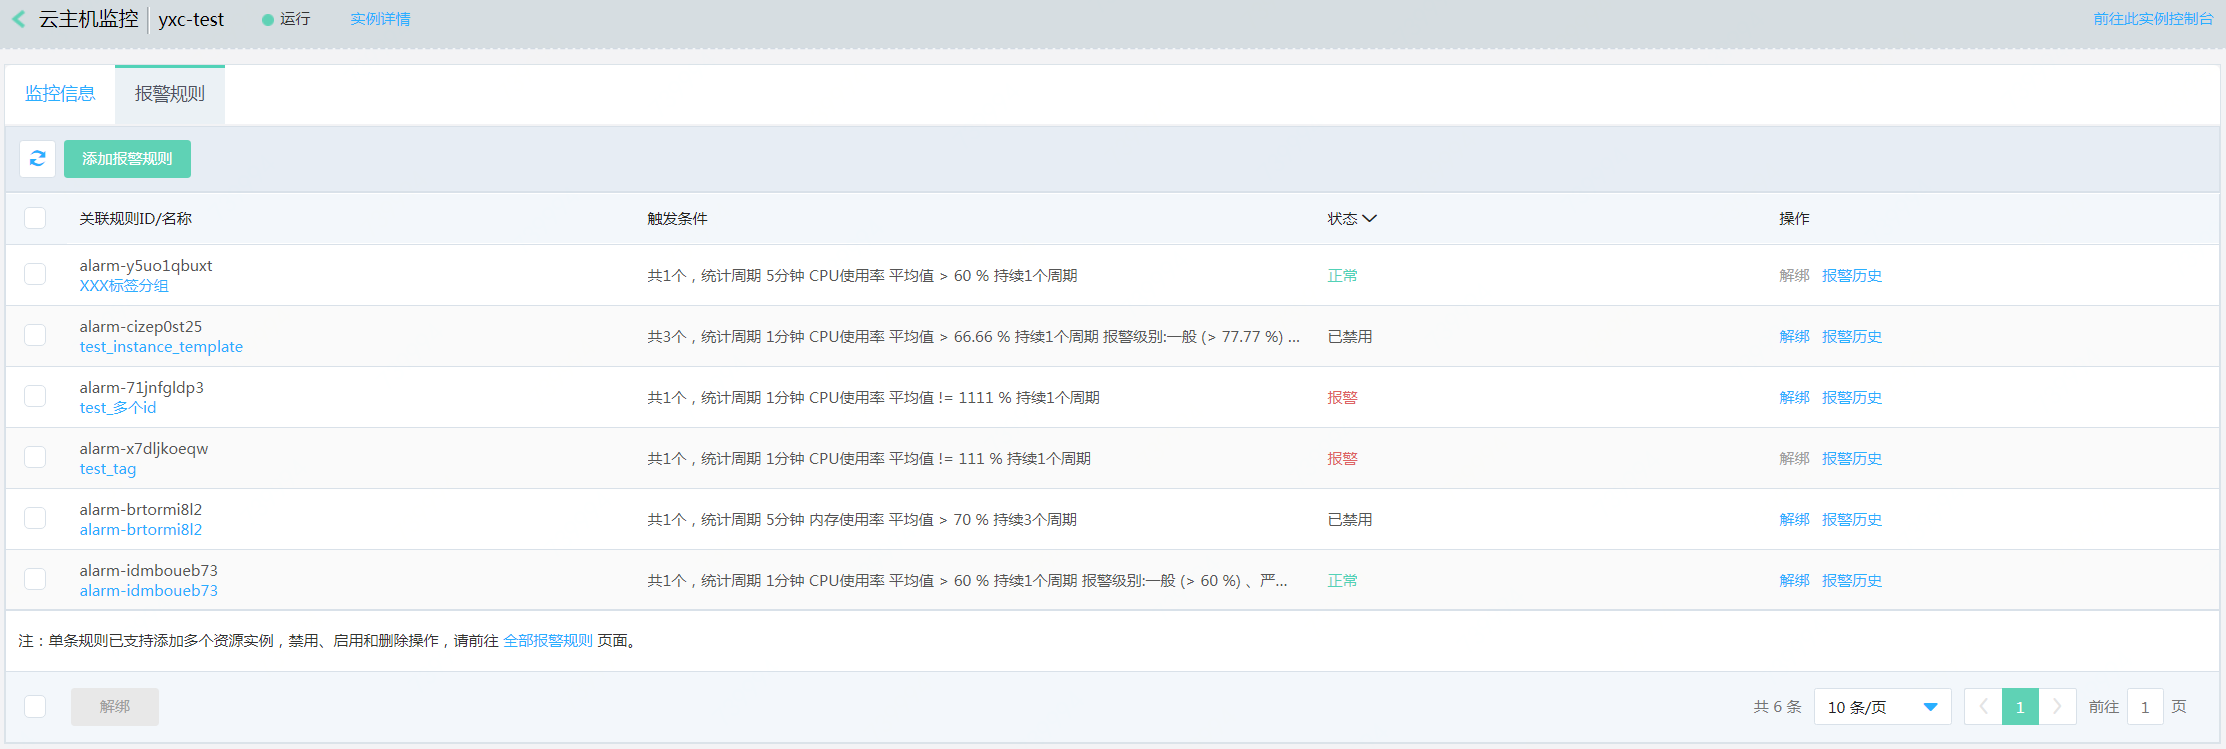 云主机监控 yxc-test 运行 实例详情 前往此实例控制台
监控信息 报警规则
添加报警规则
关联规则ID/名称 触发条件 状态 操作
alarm-y5uo1qbuxt
XXX标签分组
共1个，统计周期 5分钟 CPU使用率 平均值 > 60 % 持续1个周期 正常 解绑 报警历史
alarm-cizep0st25
test_instance_template
共3个，统计周期 1分钟 CPU使用率 平均值 > 66.66 % 持续1个周期 报警级别:一般 (> 77.77 %) ... 已禁用 解绑 报警历史
alarm-71jnfgldp3
test_多个id
共1个，统计周期 1分钟 CPU使用率 平均值 != 1111 % 持续1个周期 报警 解绑 报警历史
alarm-x7dljkoeqw
test_tag
共1个，统计周期 1分钟 CPU使用率 平均值 != 111 % 持续1个周期 报警 解绑 报警历史
alarm-brtormi8l2
alarm-brtormi8l2
共1个，统计周期 5分钟 内存使用率 平均值 > 70 % 持续3个周期 已禁用 解绑 报警历史
alarm-idmboueb73
alarm-idmboueb73
共1个，统计周期 1分钟 CPU使用率 平均值 > 60 % 持续1个周期 报警级别:一般 (> 60 %) 、严... 正常 解绑 报警历史
注：单条规则已支持添加多个资源实例，禁用、启用和删除操作，请前往 全部报警规则 页面。
解绑 共 6 条 10 条/页 1 前往 1 页